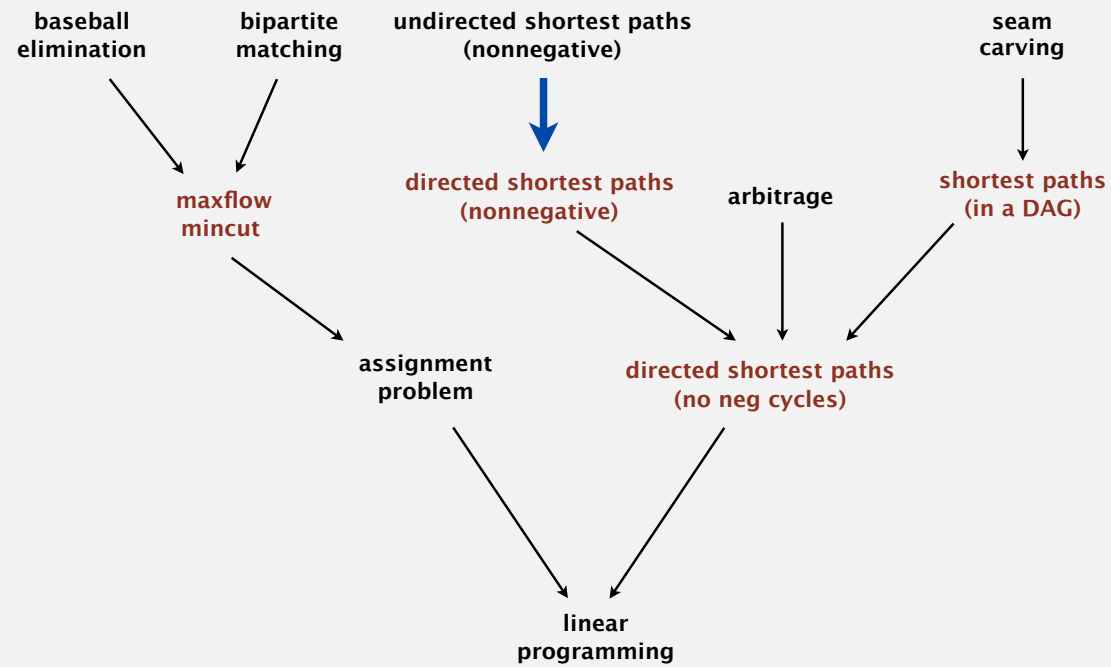 baseball
elimination
bipartite
matching
undirected shortest paths
(nonnegative)
seam
carving
maxflow
mincut
directed shortest paths
(nonnegative)
arbitrage
shortest paths
(in a DAG)
assignment
problem
directed shortest paths
(no neg cycles)
linear
programming